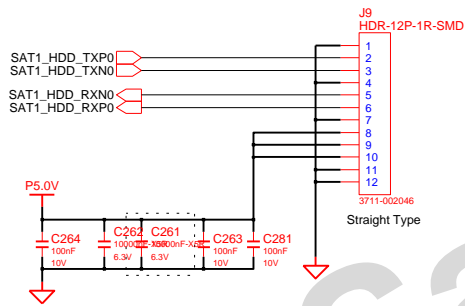 J9
HDR-12P-1R-SMD
1
SAT1_HDD_TXP0 2
SAT1_HDD_TXN0 3
4
SAT1_HDD_RXN0 5
SAT1_HDD_RXP0 6
7
8
9
10
11
12
3711-002046
Straight Type
P5.0V
C264
100nF
10V
C262
6.3V
C261
6.3V
C263
100nF
10V
C281
100nF
10V